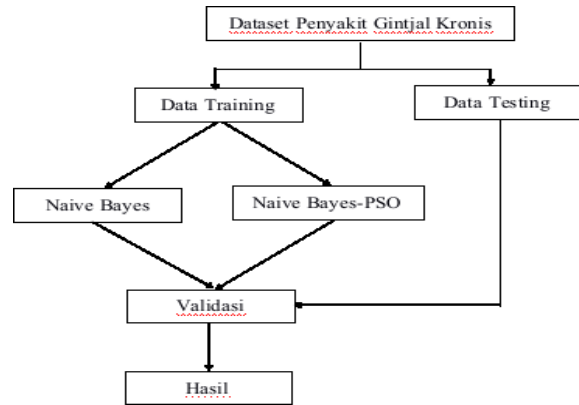 Dataset Penyakit Gintjal Kronis
Data Training
Data Testing
Naive Bayes
Naive Bayes-PSO
Validasi
Hasil